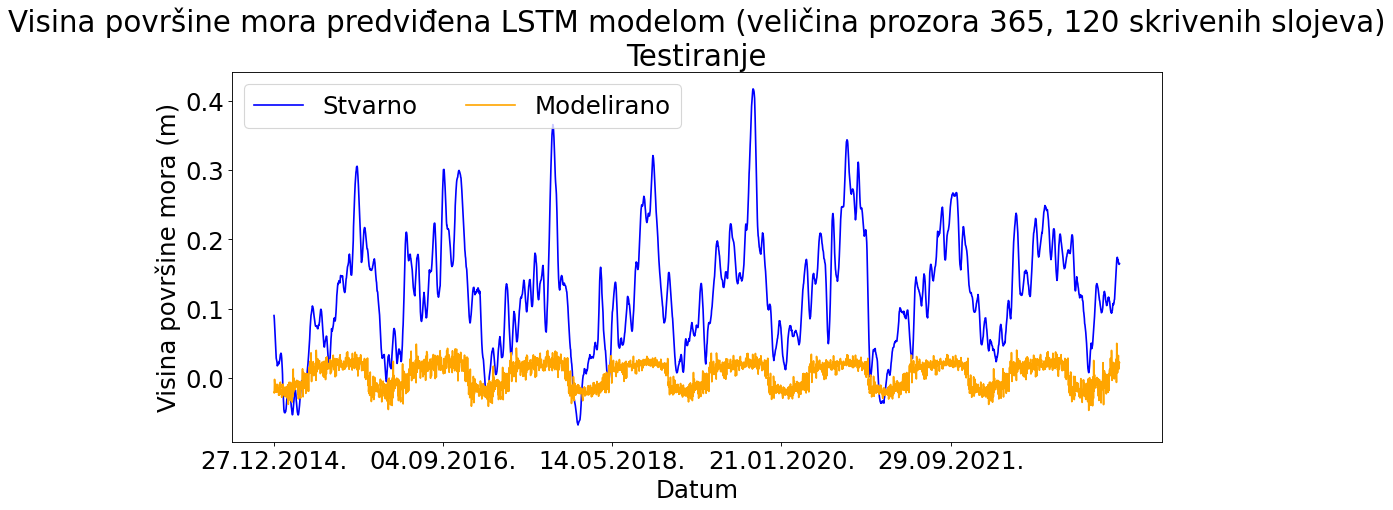 Visina površine mora predviđena LSTM modelom (veličina prozora 365, 120 skrivenih slojeva)
Testiranje
Stvarno
Modelirano
Visina površine mora (m)
0.4
0.3
0.2
0.1
0.0
27.12.2014.
04.09.2016.
14.05.2018.
21.01.2020.
29.09.2021.
Datum